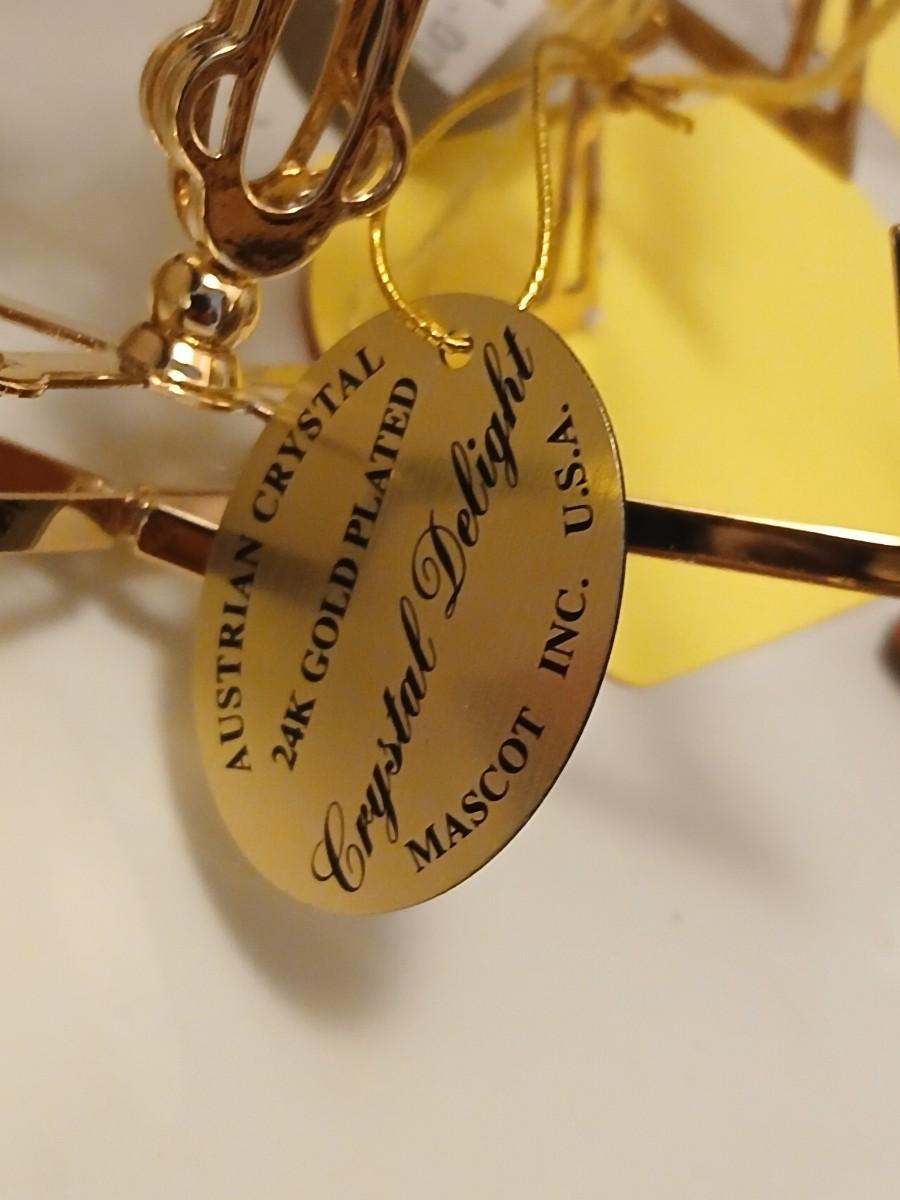 AUSTRIAN CRYSTAL
24K GOLD PLATED
Crystal Delight
MASCOT INC. U.S.A.